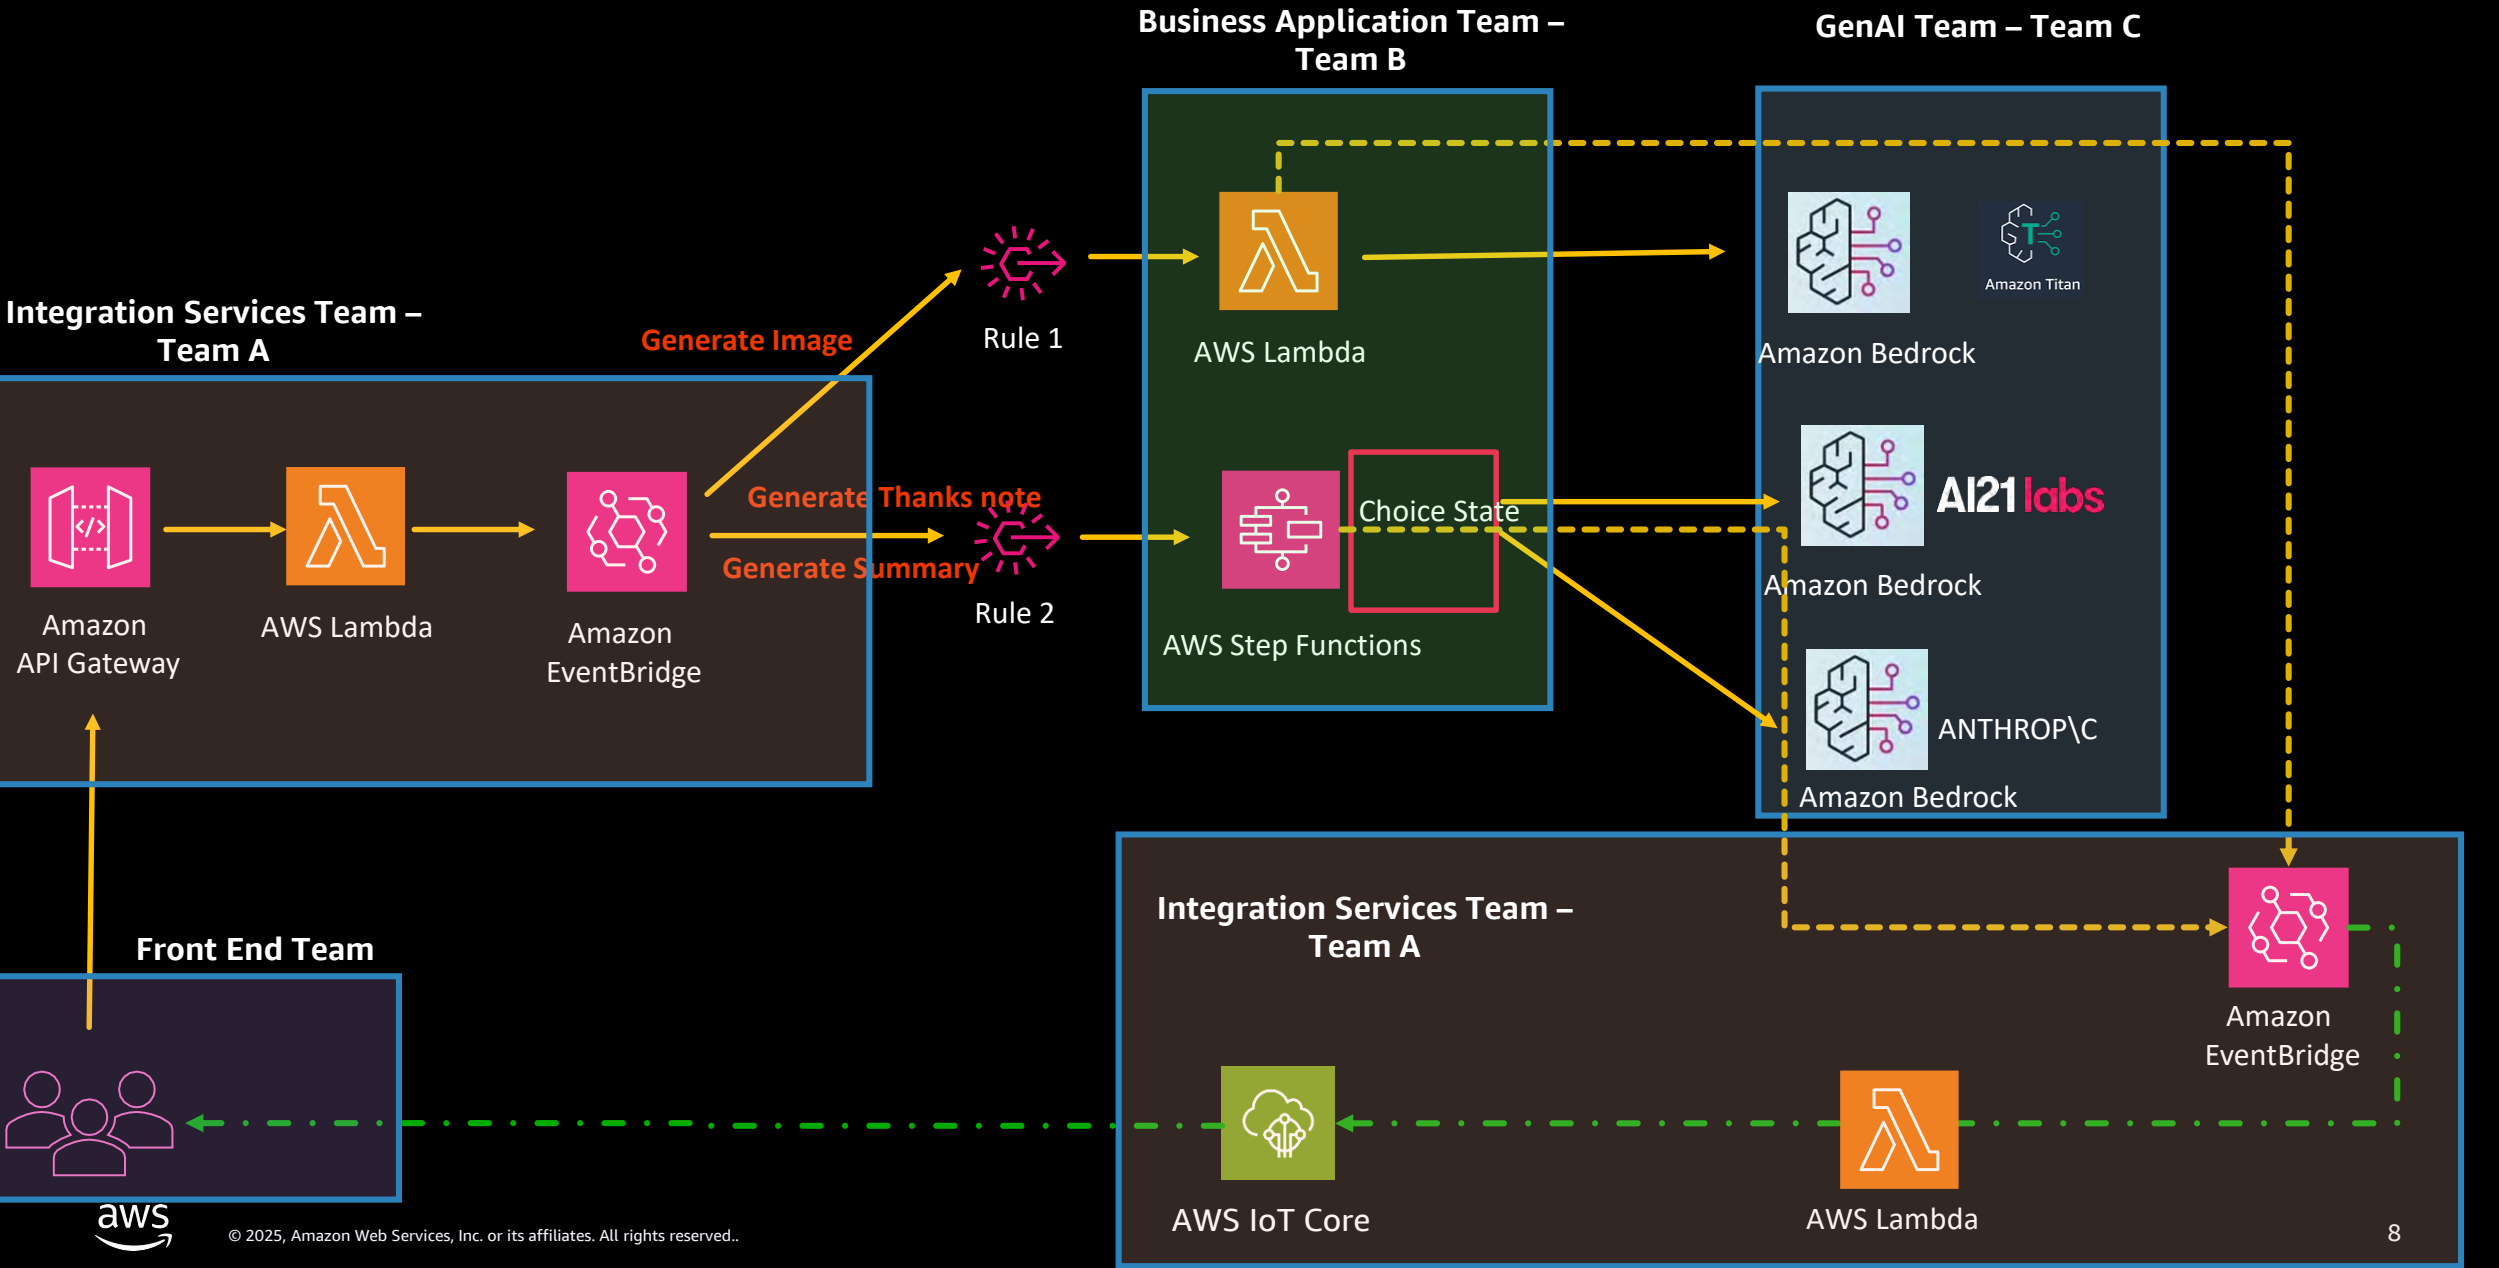 Business Application Team –
Team B
GenAI Team – Team C
Integration Services Team –
Team A
Generate Image
Rule 1
AWS Lambda
Amazon Bedrock
T
Amazon Titan
Generate Thanks note
Generate Summary
Rule 2
</>
Amazon
API Gateway
AWS Lambda
Amazon
EventBridge
Choice State
AWS Step Functions
AI21labs
Amazon Bedrock
ANTHROP\C
Amazon Bedrock
Front End Team
Integration Services Team –
Team A
Amazon
EventBridge
AWS IoT Core
AWS Lambda
aws
© 2025, Amazon Web Services, Inc. or its affiliates. All rights reserved..
8